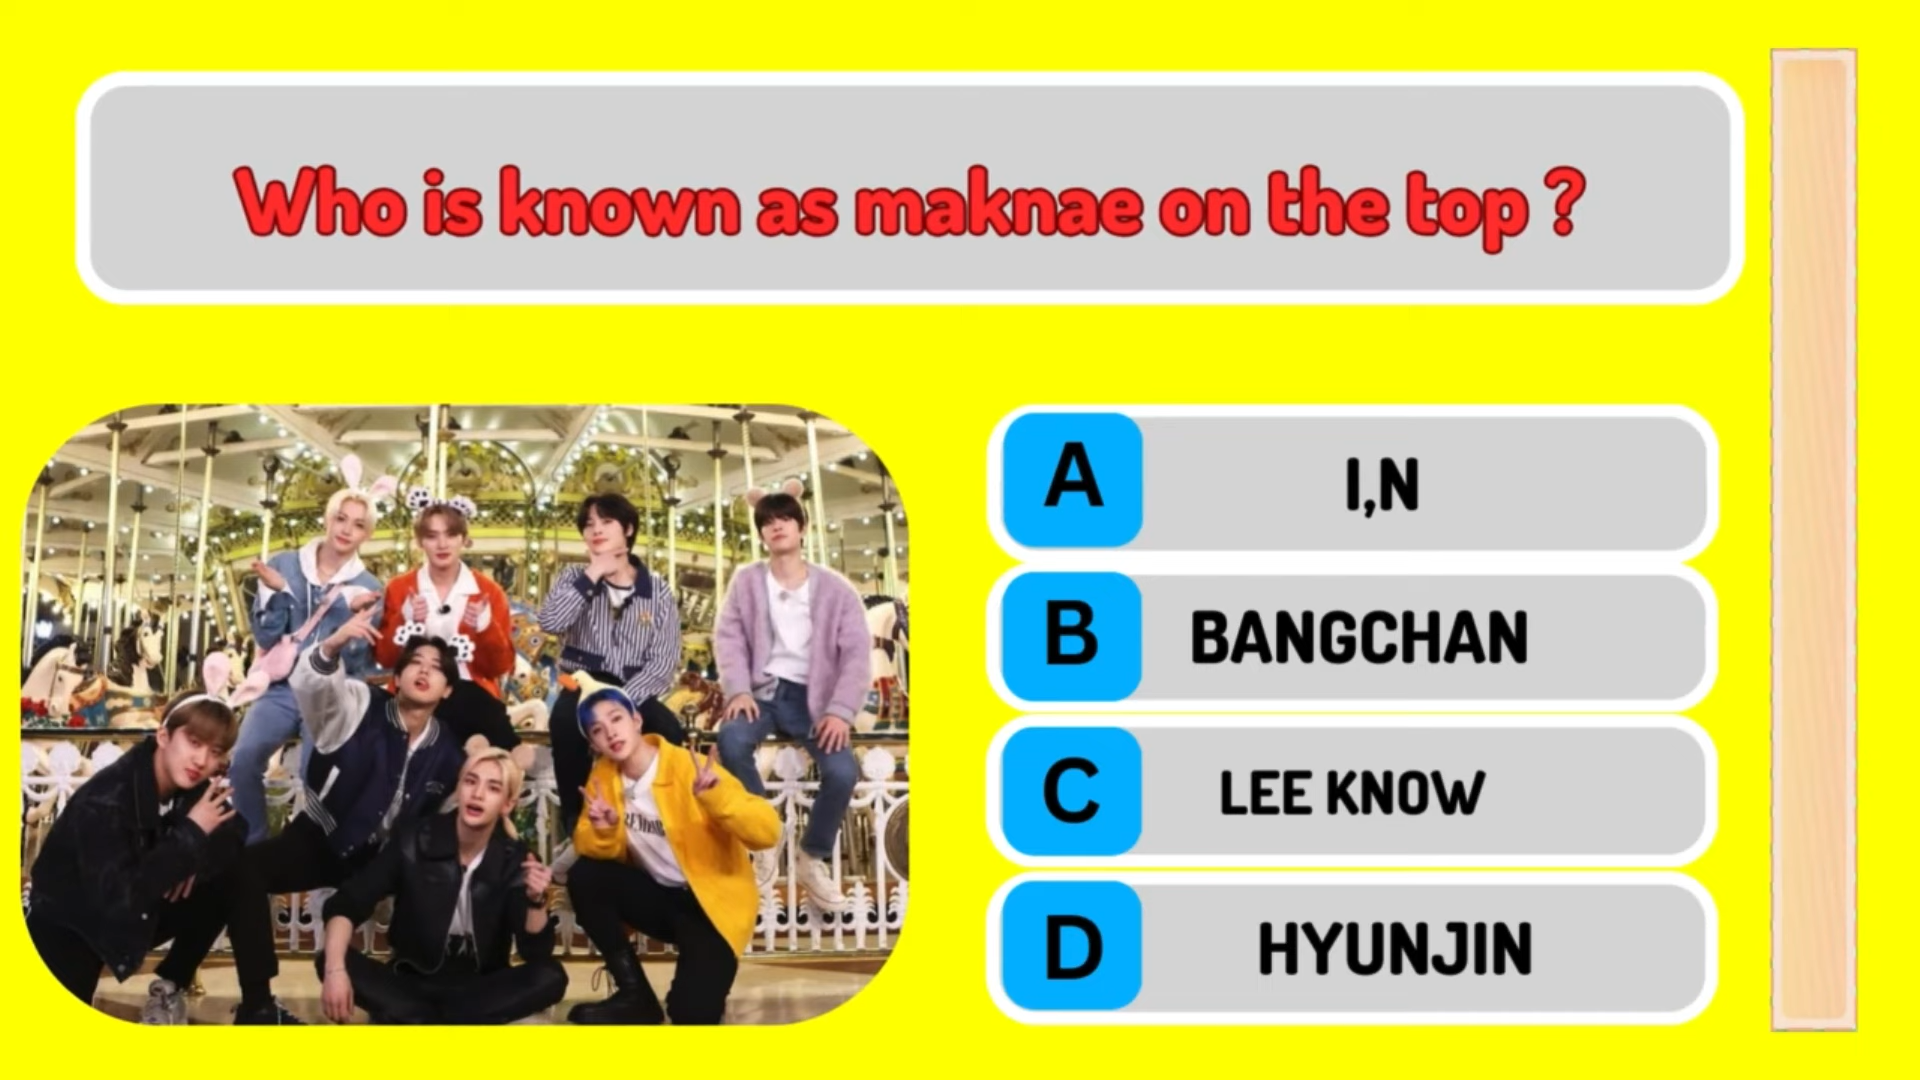 Who is known as maknae on the top ?
A
I,N
B
BANGCHAN
C
LEE KNOW
D
HYUNJIN